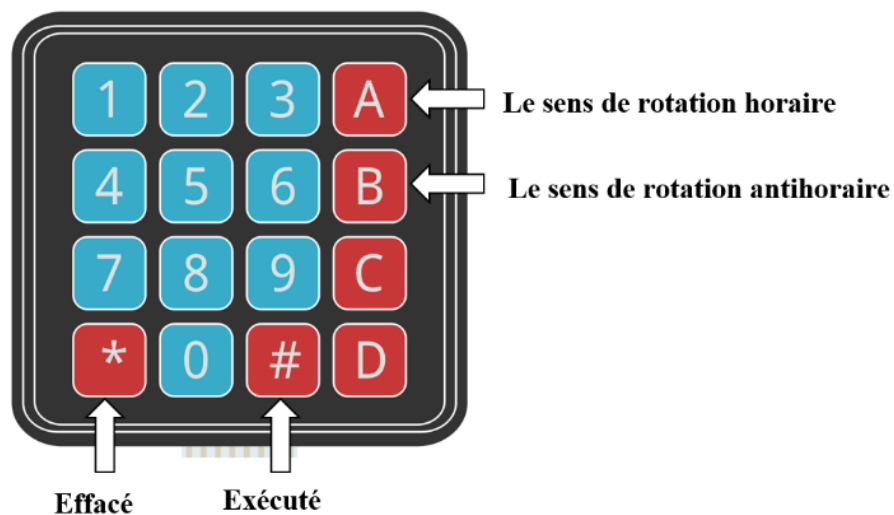 1 2 3 A
Le sens de rotation horaire
4 5 6 B
Le sens de rotation antihoraire
7 8 9 C
* 0 # D
Effacé Exécuté